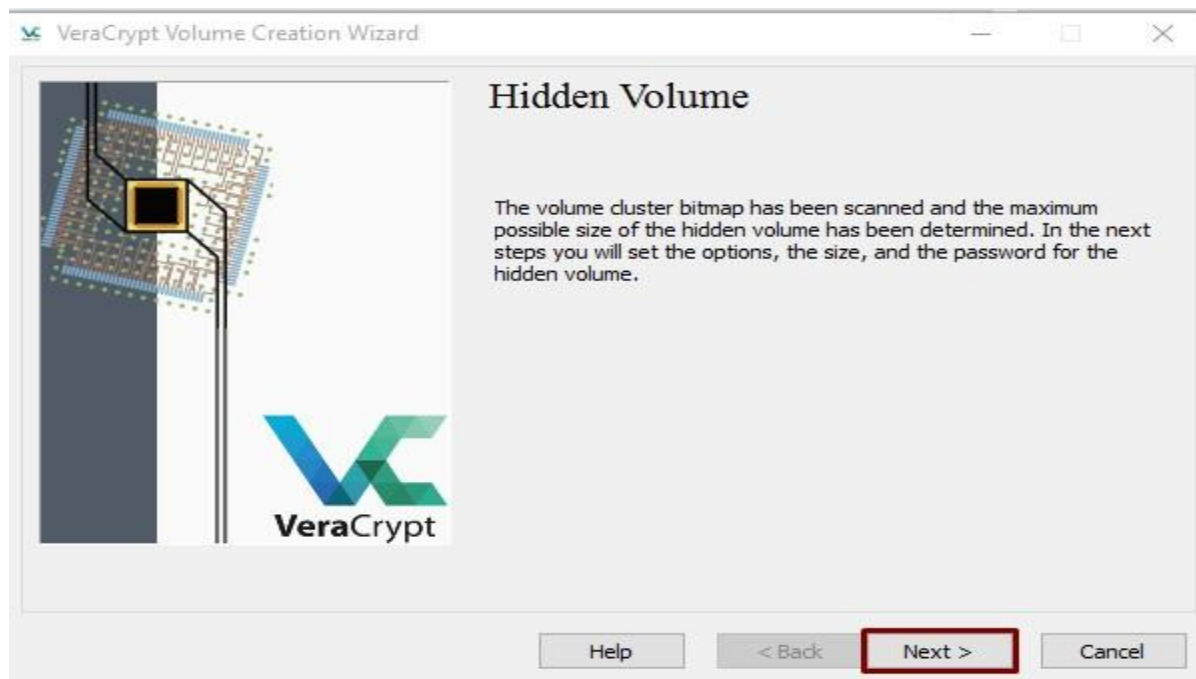 VeraCrypt Volume Creation Wizard
Hidden Volume
The volume cluster bitmap has been scanned and the maximum
possible size of the hidden volume has been determined. In the next
steps you will set the options, the size, and the password for the
hidden volume.
VeraCrypt
Help
< Back
Next >
Cancel